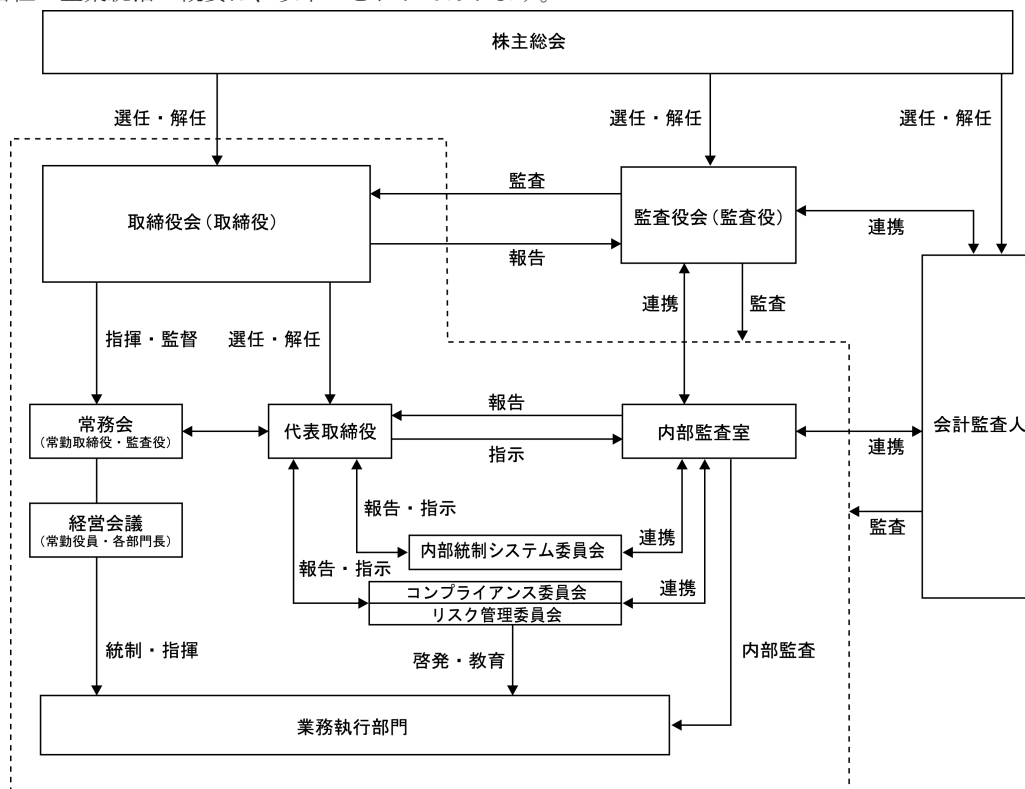 株主総会
選任・解任
選任・解任
選任・解任
取締役会(取締役)
監査
報告
監査役会(監査役)
連携
連携
監査
指揮・監督
選任・解任
常務会
(常勤取締役・監査役)
代表取締役
報告
指示
内部監査室
連携
会計監査人
経営会議
(常勤役員・各部門長)
報告・指示
内部統制システム委員会
連携
監査
報告・指示
コンプライアンス委員会
リスク管理委員会
連携
統制・指揮
啓発・教育
内部監査
業務執行部門